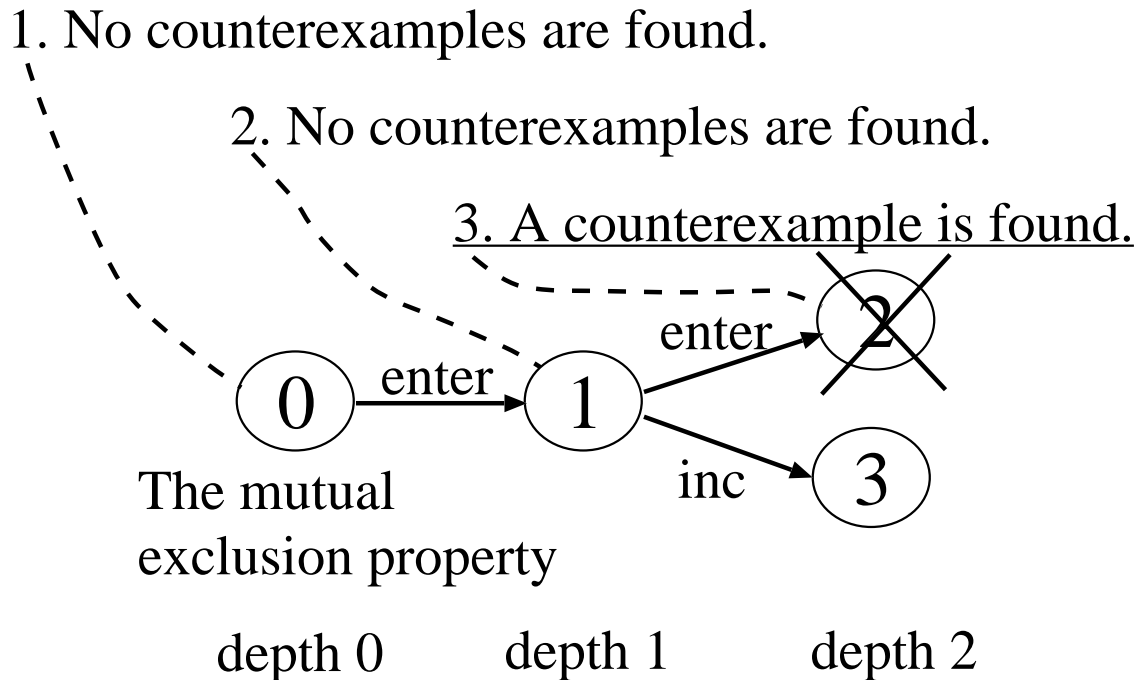 1. No counterexamples are found.
2. No counterexamples are found.
3. A counterexample is found.
enter
2
enter
0
1
inc
3
The mutual
exclusion property
depth 0
depth 1
depth 2